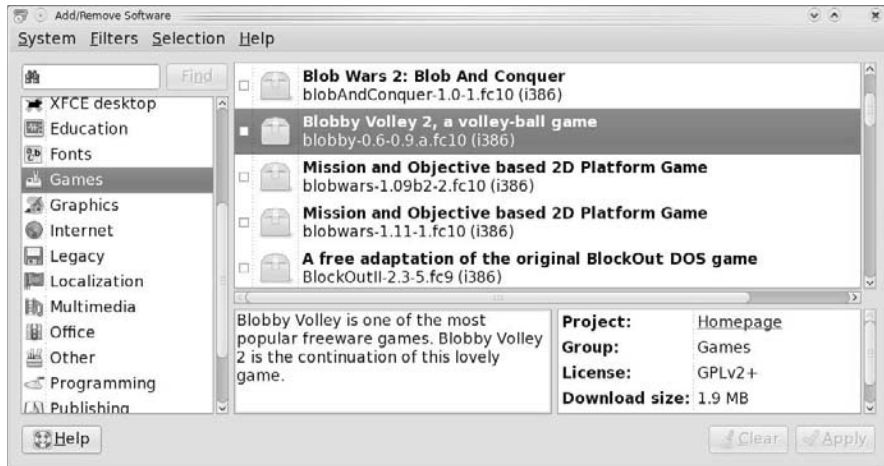 Add/Remove Software
System Filters Selection Help
Find
XFCE desktop
Education
Fonts
Games
Graphics
Internet
Legacy
Localization
Multimedia
Office
Other
Programming
Publishing
Blob Wars 2: Blob And Conquer
blobAndConquer-1.0-1.fc10 (i386)
Blobby Volley 2, a volley-ball game
blobby-0.6-0.9.a.fc10 (i386)
Mission and Objective based 2D Platform Game
blobwars-1.09b2-2.fc10 (i386)
Mission and Objective based 2D Platform Game
blobwars-1.11-1.fc10 (i386)
A free adaptation of the original BlockOut DOS game
BlockOutII-2.3-5.fc9 (i386)
Blobby Volley is one of the most
popular freeware games. Blobby Volley
2 is the continuation of this lovely
game.
Project: Homepage
Group: Games
License: GPLv2+
Download size: 1.9 MB
Help
Clear
Apply